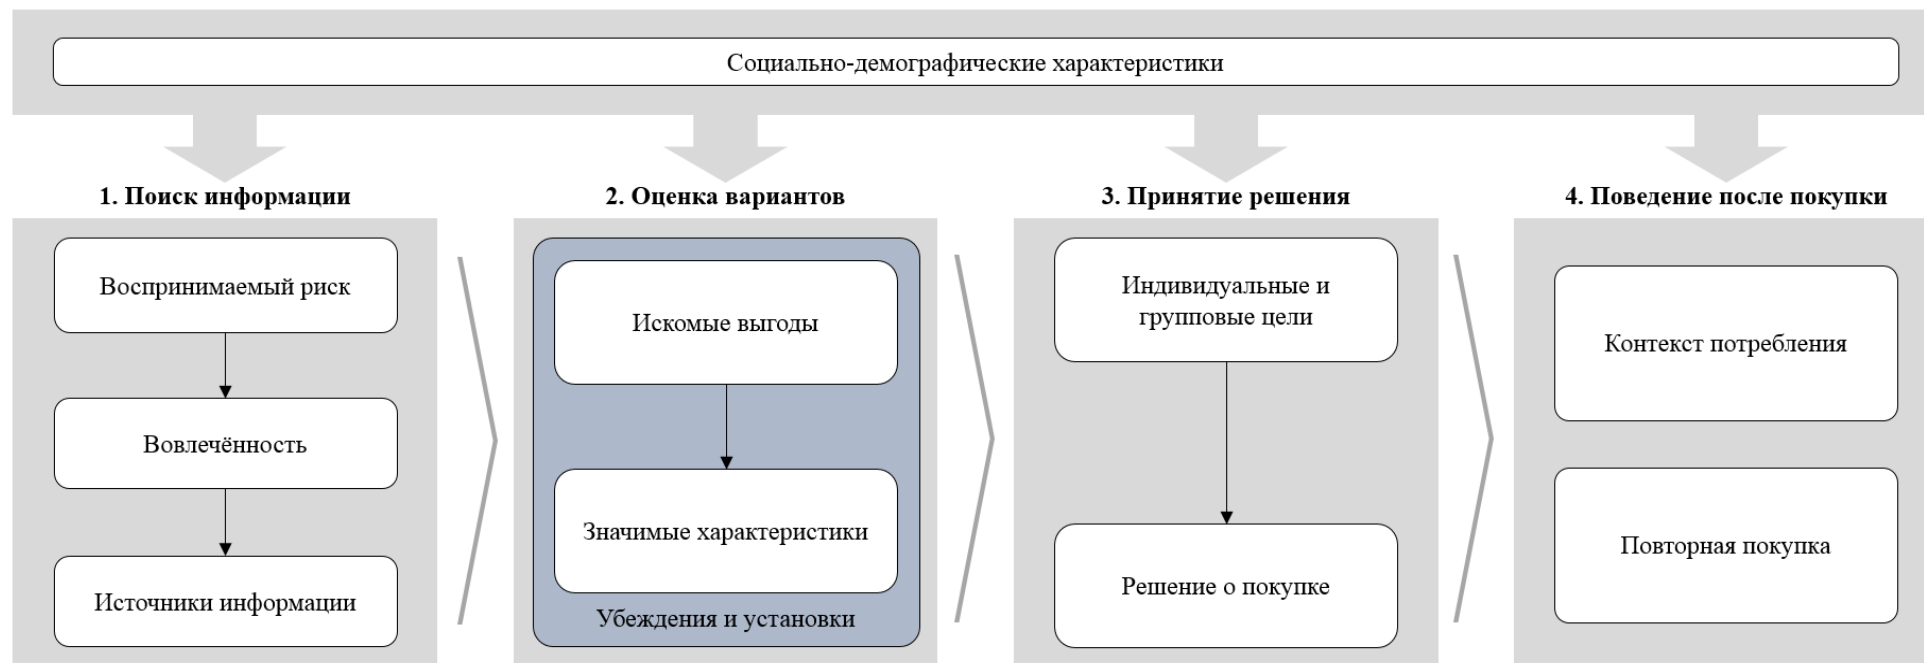 Социально-демографические характеристики
1. Поиск информации
Воспринимаемый риск
Вовлечённость
Источники информации
2. Оценка вариантов
Искомые выгоды
Значимые характеристики
Убеждения и установки
3. Принятие решения
Индивидуальные и
групповые цели
Решение о покупке
4. Поведение после покупки
Контекст потребления
Повторная покупка